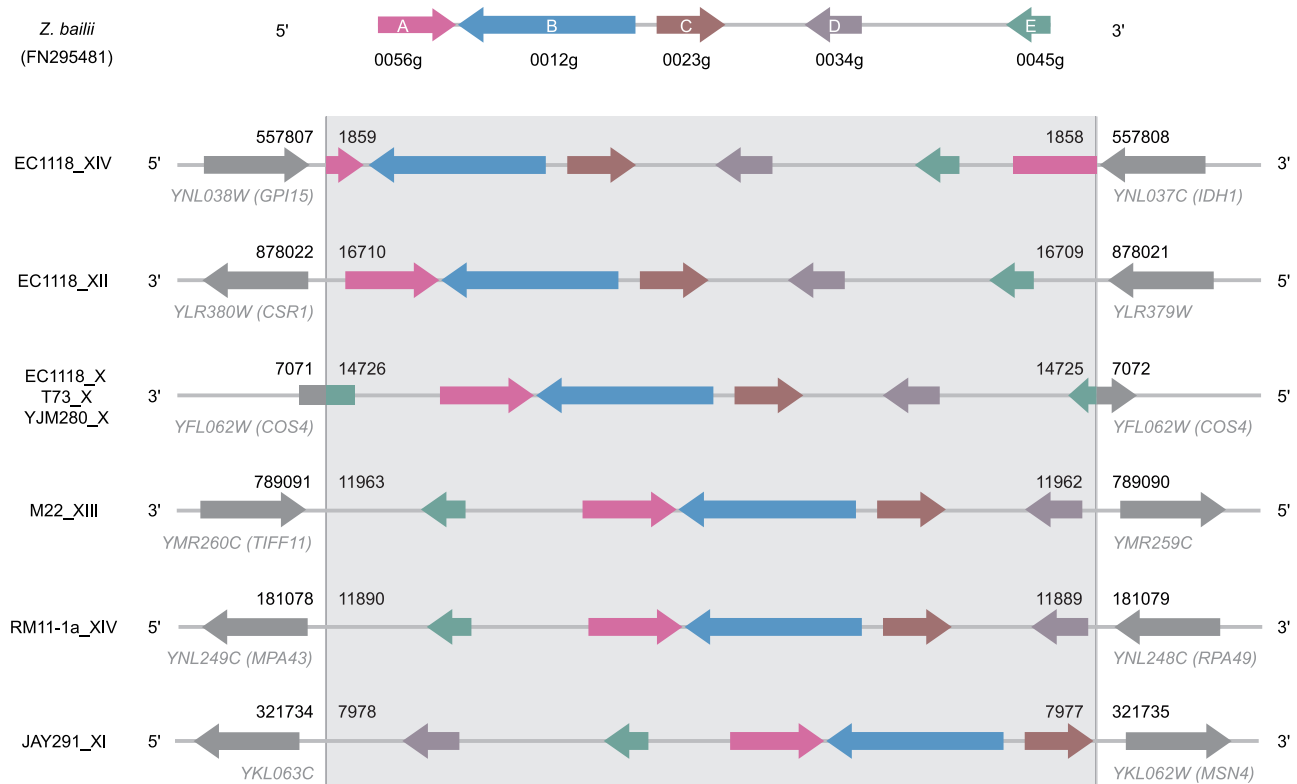 Z. bailii
(FN295481)
5'
A
B
C
D
E
3'
0056g
0012g
0023g
0034g
0045g
557807
1859
1858
557808
EC1118_XIV
5'
3'
YNL038W (GPI15)
YNL037C (IDH1)
878022
16710
16709
878021
EC1118_XII
3'
5'
YLR380W (CSR1)
YLR379W
7071
14726
14725
7072
EC1118_X
T73_X
YJM280_X
3'
5'
YFL062W (COS4)
YFL062W (COS4)
789091
11963
11962
789090
M22_XIII
3'
5'
YMR260C (TIFF11)
YMR259C
181078
11890
11889
181079
RM11-1a_XIV
5'
3'
YNL249C (MPA43)
YNL248C (RPA49)
321734
7978
7977
321735
JAY291_XI
5'
3'
YKL063C
YKL062W (MSN4)